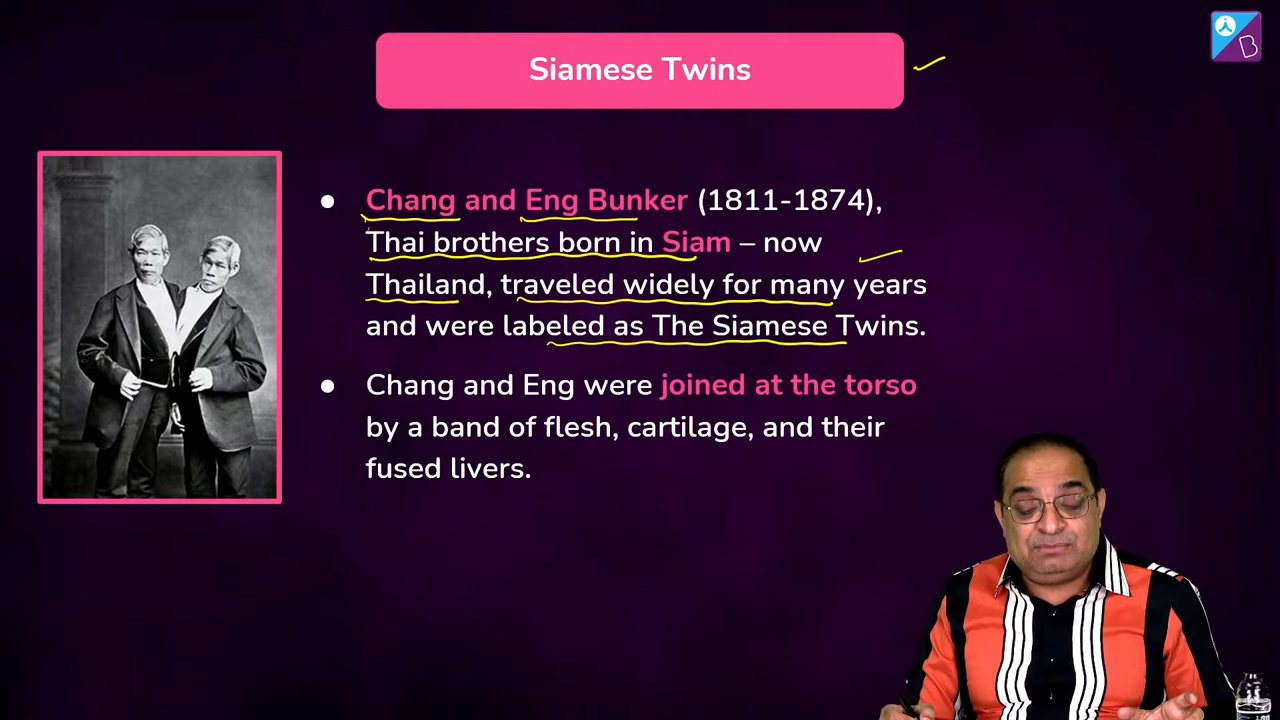 Siamese Twins
● Chang and Eng Bunker (1811-1874),
Thai brothers born in Siam – now
Thailand, traveled widely for many years
and were labeled as The Siamese Twins.
● Chang and Eng were joined at the torso
by a band of flesh, cartilage, and their
fused livers.
B